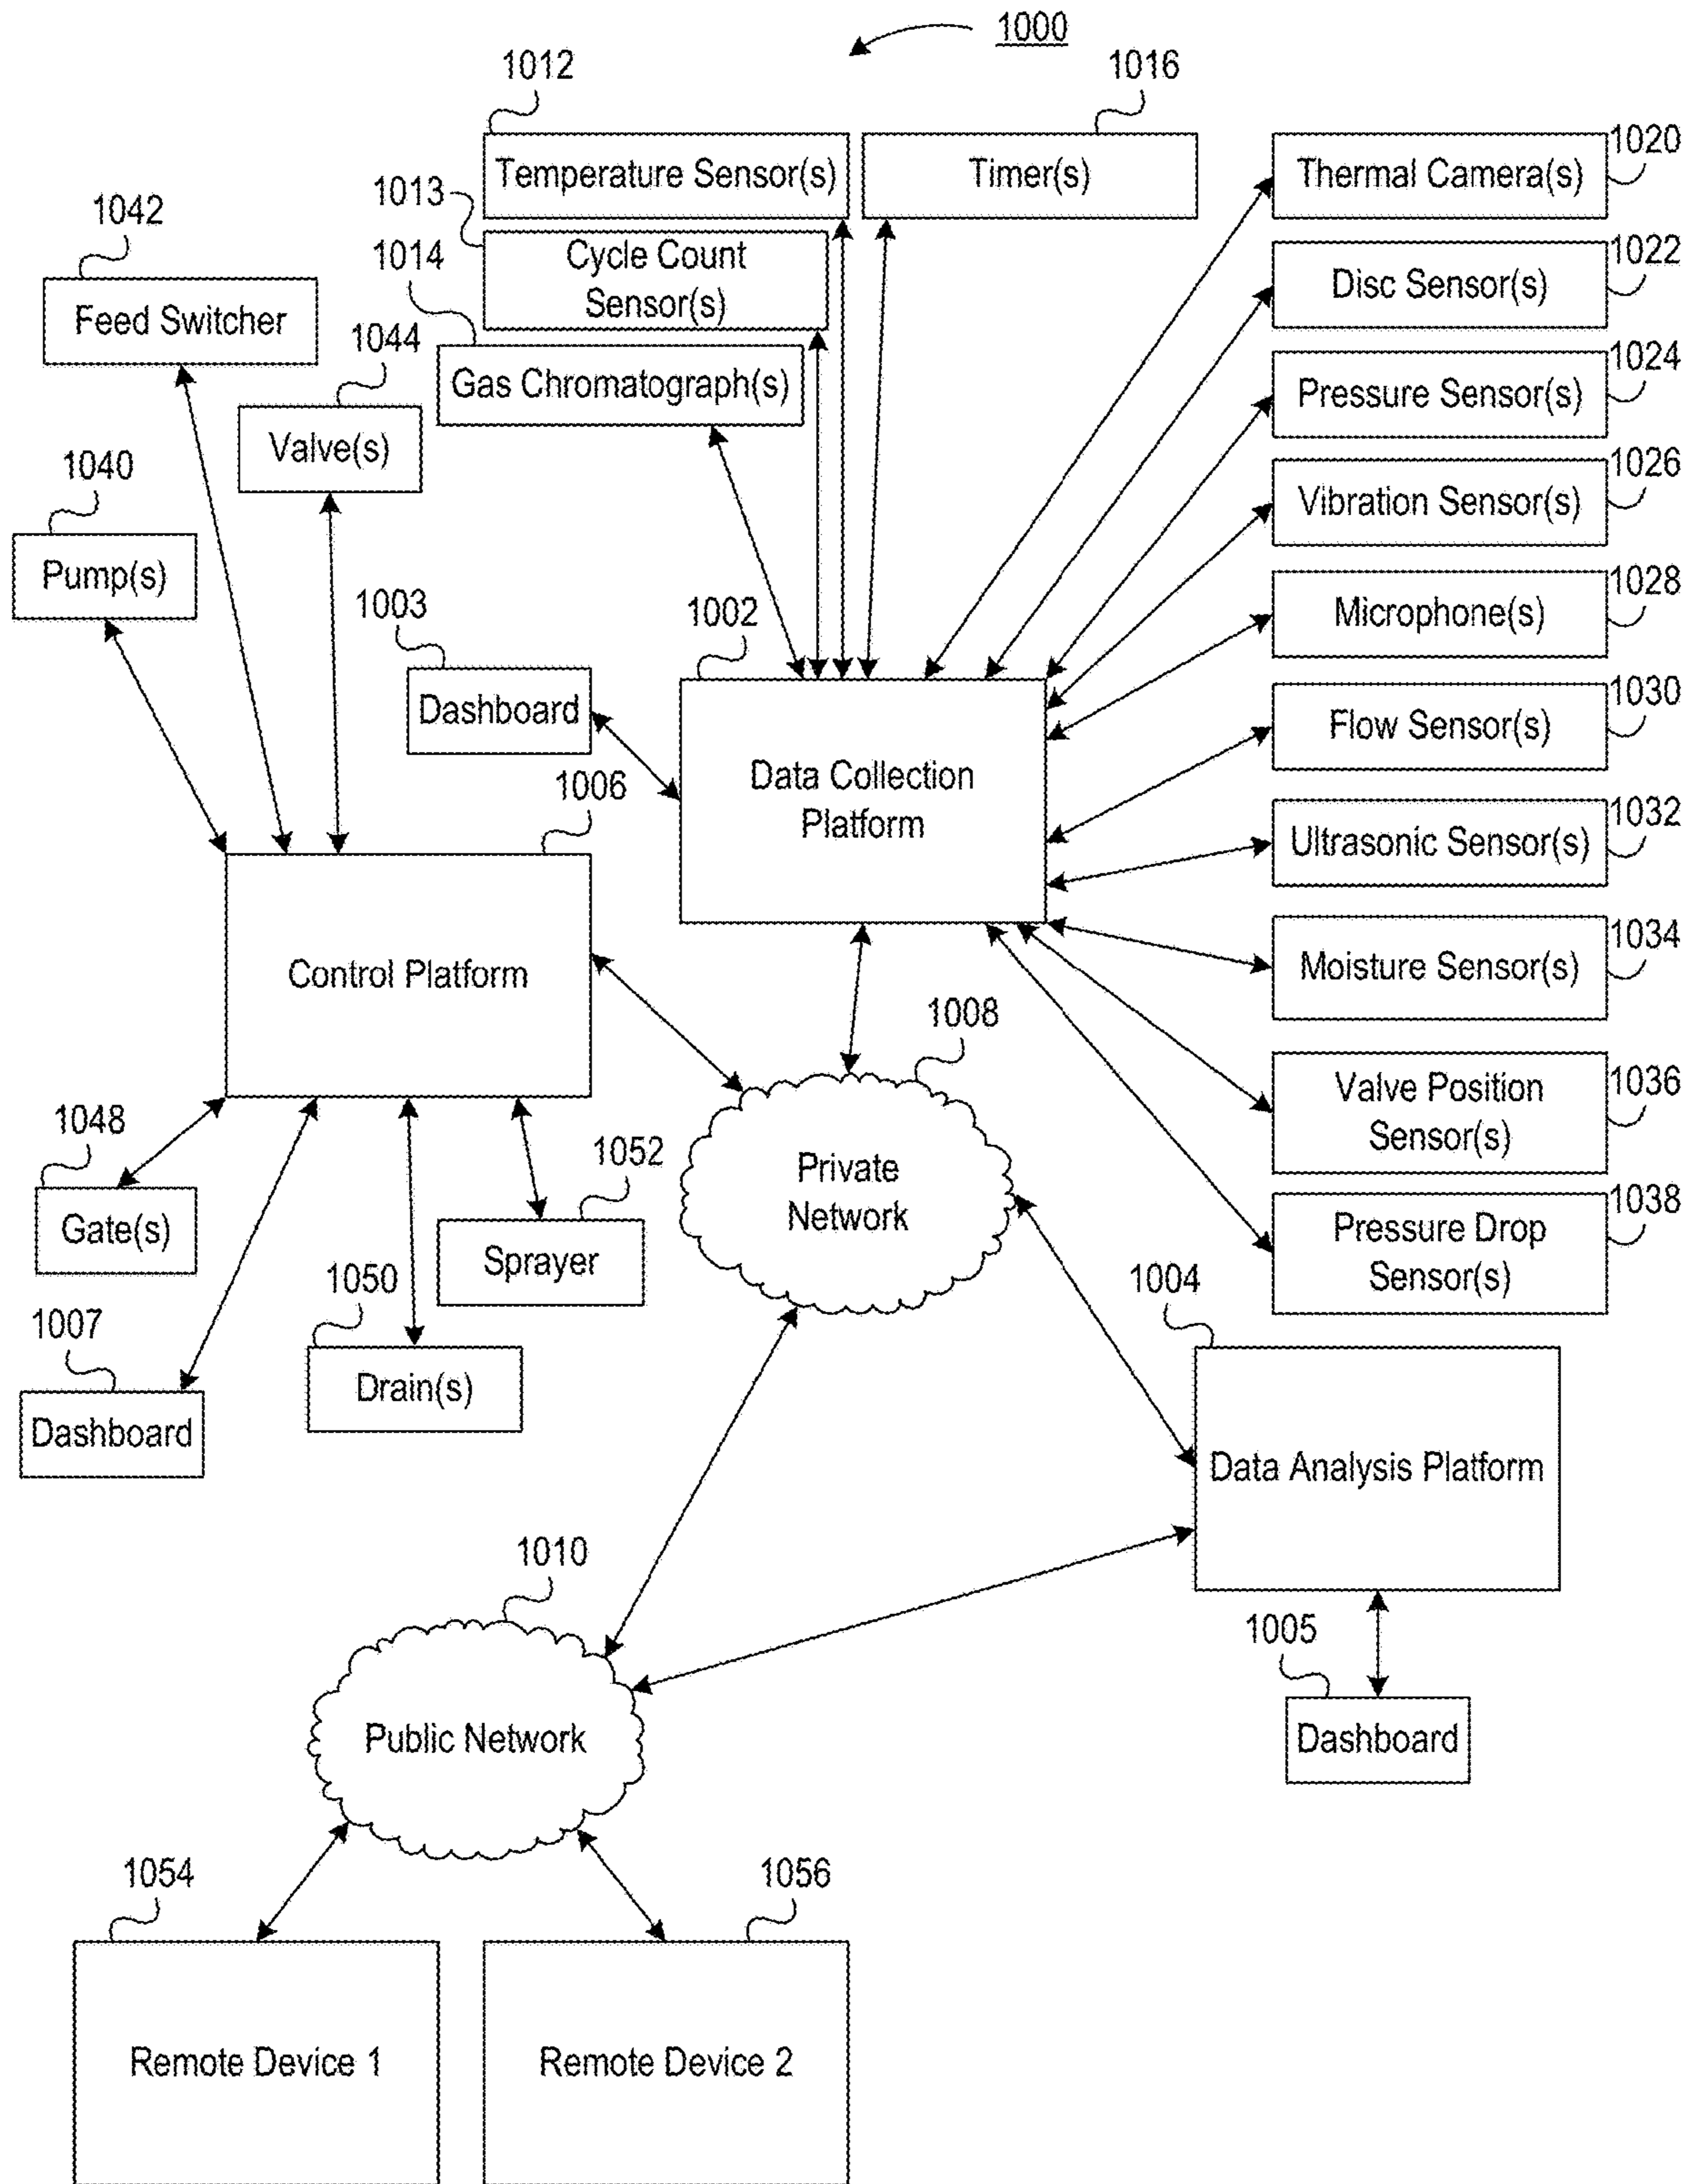 1000
1012
1016
Temperature Sensor(s)
Timer(s)
Thermal Camera(s)
1020
1013
Cycle Count
Sensor(s)
Disc Sensor(s)
1022
1042
1014
Feed Switcher
Gas Chromatograph(s)
1044
Pressure Sensor(s)
1024
Valve(s)
1040
Vibration Sensor(s)
1026
Pump(s)
1003
1002
Microphone(s)
1028
Dashboard
Flow Sensor(s)
1030
Data Collection
Platform
1006
Ultrasonic Sensor(s)
1032
Control Platform
Moisture Sensor(s)
1034
1008
Valve Position
Sensor(s)
1036
1048
1052
Private
Network
Gate(s)
Sprayer
Pressure Drop
Sensor(s)
1038
1050
1004
1007
Drain(s)
Dashboard
Data Analysis Platform
1010
1005
Public Network
Dashboard
1054
1056
Remote Device 1
Remote Device 2